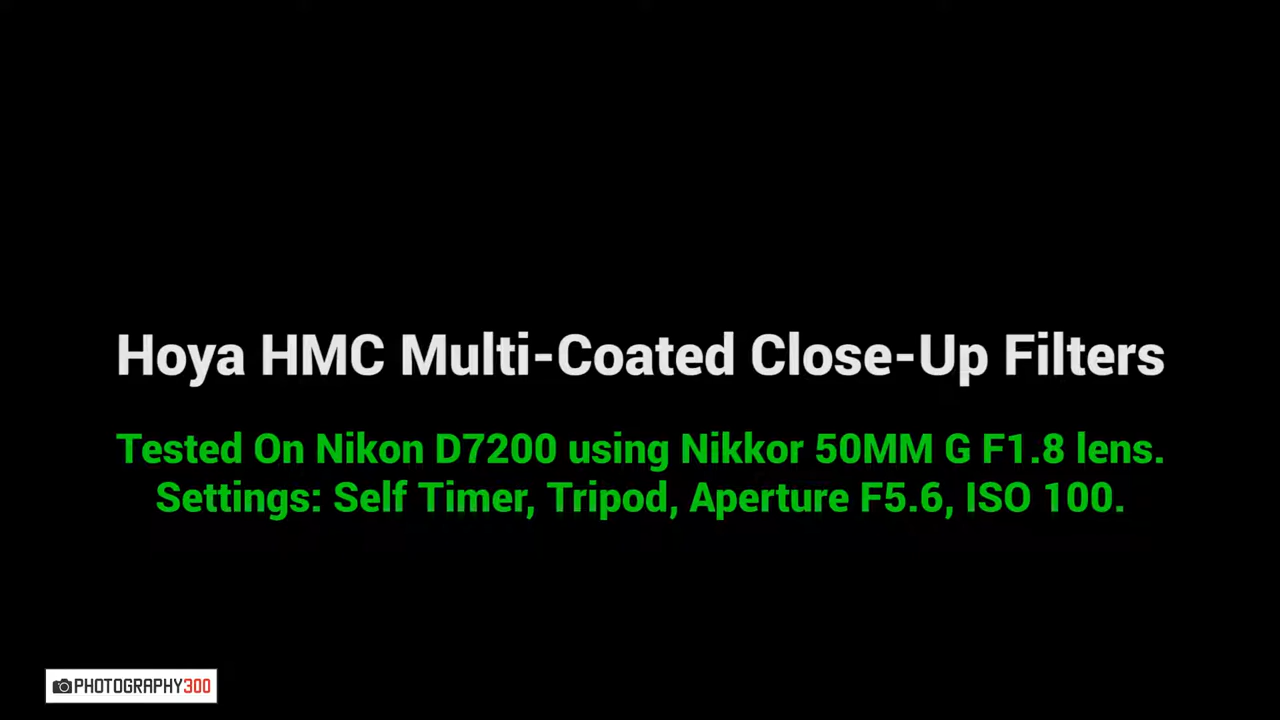 Hoya HMC Multi-Coated Close-Up Filters
Tested On Nikon D7200 using Nikkor 50MM G F1.8 lens.
Settings: Self Timer, Tripod, Aperture F5.6, ISO 100.
PHOTOGRAPHY300